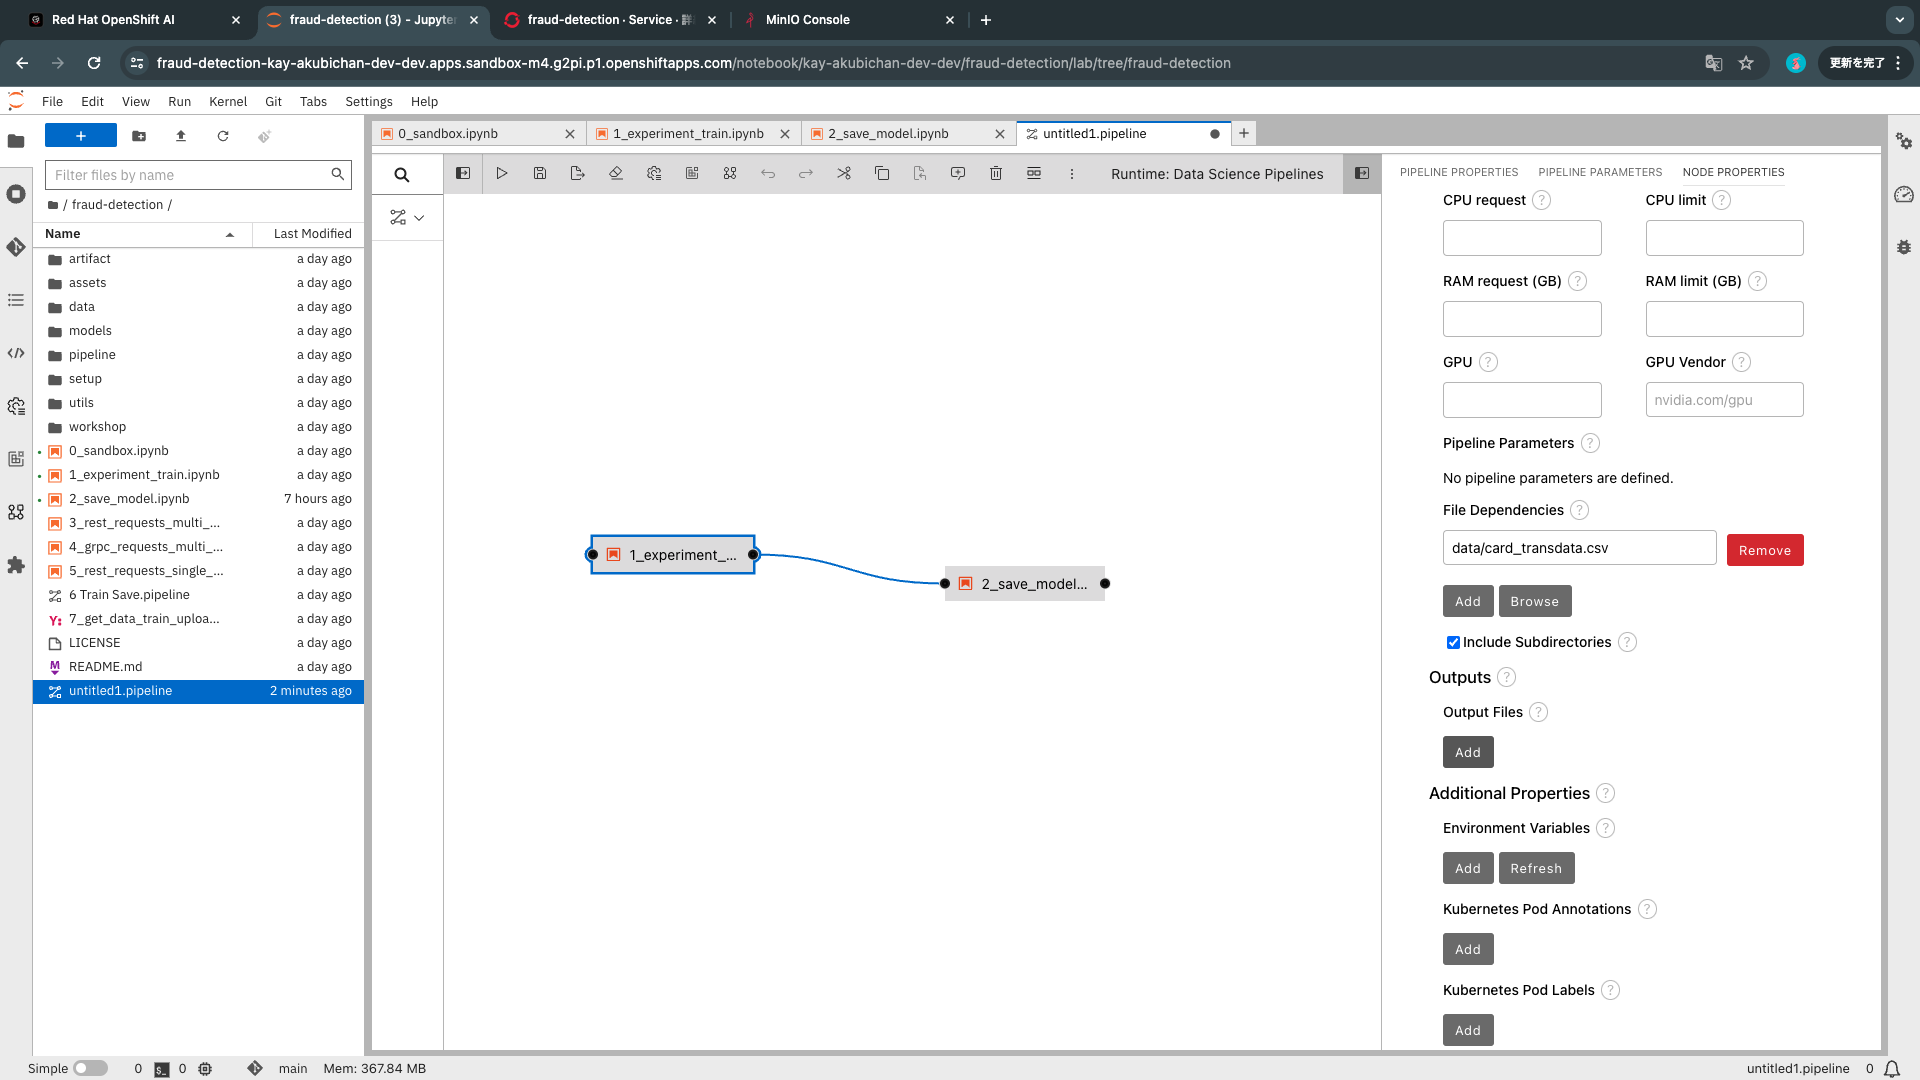 Red Hat OpenShift AI
fraud-detection (3) - Jupyter
fraud-detection · Service ·
MinIO Console
fraud-detection-kay-akubichan-dev-dev.apps.sandbox-m4.g2pi.p1.openshiftapps.com/notebook/kay-akubichan-dev-dev/fraud-detection/lab/tree/fraud-detection
更新を完了
File Edit View Run Kernel Git Tabs Settings Help
0_sandbox.ipynb
1_experiment_train.ipynb
2_save_model.ipynb
untitled1.pipeline
Filter files by name
/ fraud-detection /
Name Last Modified
artifact a day ago
assets a day ago
data a day ago
models a day ago
pipeline a day ago
setup a day ago
utils a day ago
workshop a day ago
0_sandbox.ipynb a day ago
1_experiment_train.ipynb a day ago
2_save_model.ipynb 7 hours ago
3_rest_requests_multi_... a day ago
4_grpc_requests_multi_... a day ago
5_rest_requests_single_... a day ago
6 Train Save.pipeline a day ago
7_get_data_train_uploa... a day ago
LICENSE a day ago
README.md a day ago
untitled1.pipeline 2 minutes ago
Runtime: Data Science Pipelines
1_experiment_...
2_save_model...
PIPELINE PROPERTIES PIPELINE PARAMETERS NODE PROPERTIES
CPU request ? CPU limit ?
RAM request (GB) ? RAM limit (GB) ?
GPU ? GPU Vendor ?
nvidia.com/gpu
Pipeline Parameters ?
No pipeline parameters are defined.
File Dependencies ?
data/card_transdata.csv Remove
Add Browse
Include Subdirectories ?
Outputs ?
Output Files ?
Add
Additional Properties ?
Environment Variables ?
Add Refresh
Kubernetes Pod Annotations ?
Add
Kubernetes Pod Labels ?
Add
Simple 0 0 main Mem: 367.84 MB
untitled1.pipeline 0